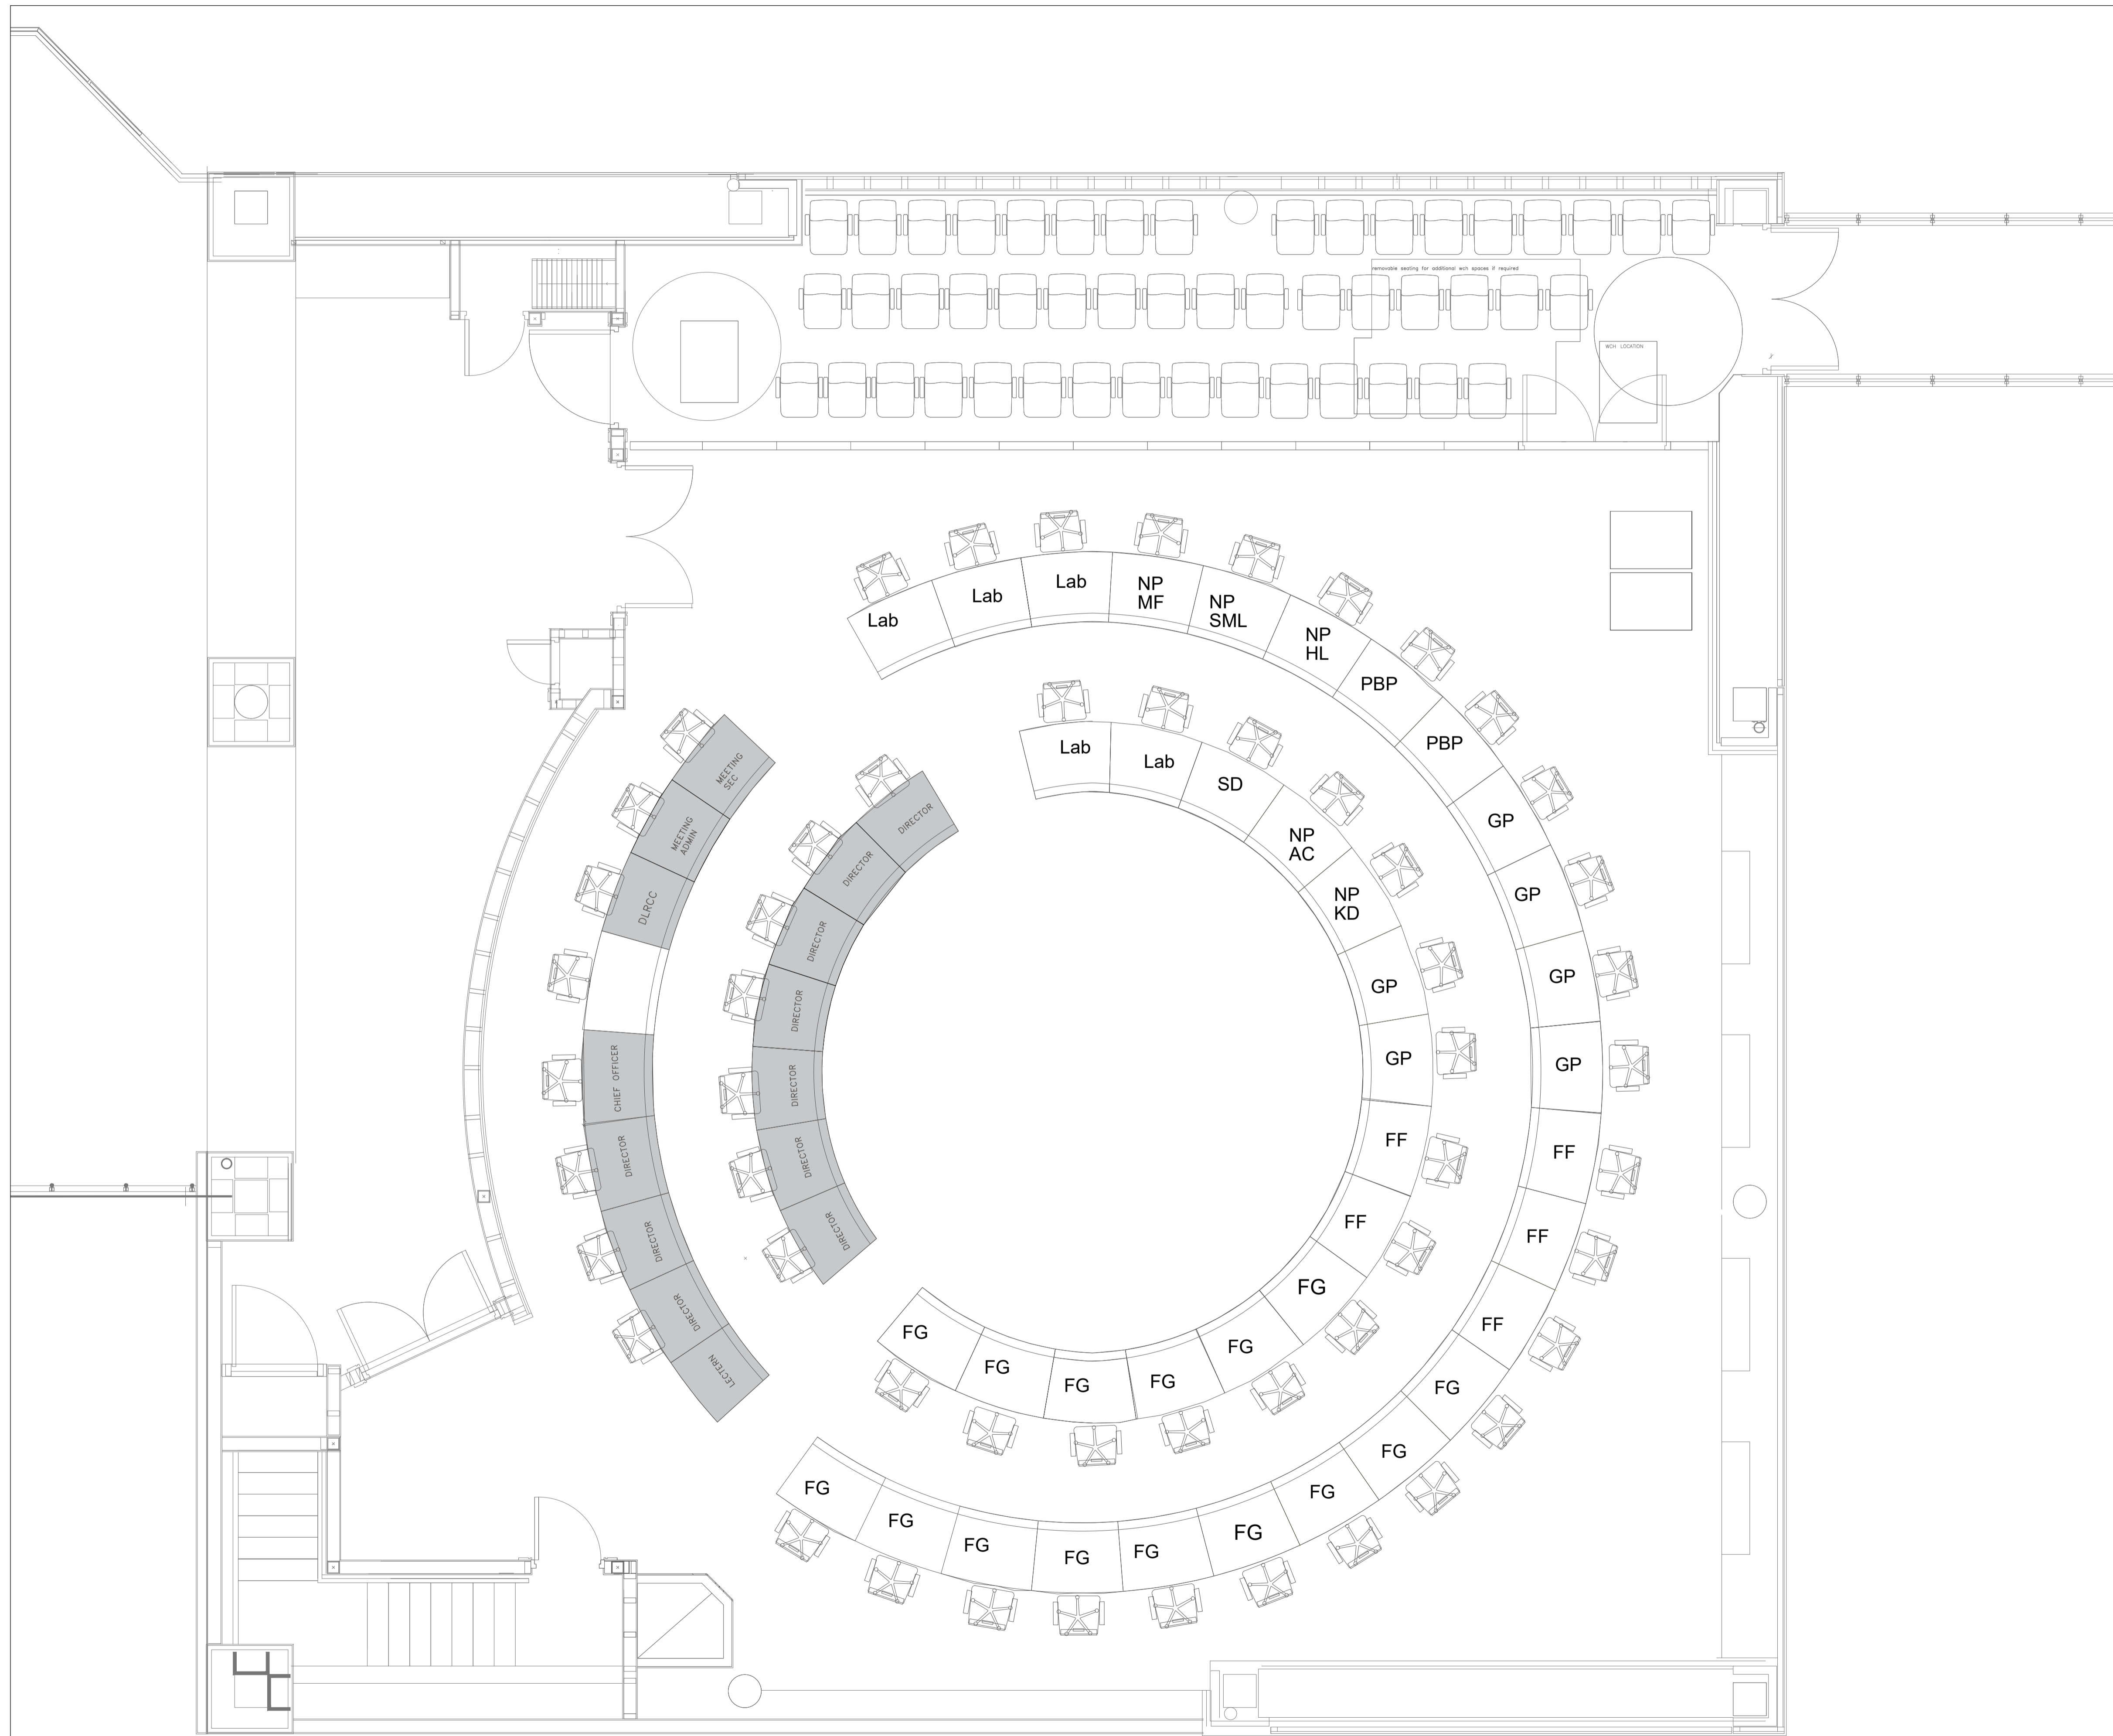 removable seating for additional wch spaces if required
WCH LOCATION
Lab
Lab
Lab
NP
MF
NP
SML
NP
HL
PBP
PBP
GP
GP
GP
GP
FF
FF
FF
FG
FG
FG
FG
FG
FG
FG
FG
FG
Lab
Lab
SD
NP
AC
NP
KD
GP
GP
FF
FF
FG
FG
FG
FG
FG
FG
MEETING
SEC
MEETING
ADMIN
DLRCC
CHIEF OFFICER
DIRECTOR
DIRECTOR
DIRECTOR
LECTERN
DIRECTOR
DIRECTOR
DIRECTOR
DIRECTOR
DIRECTOR
DIRECTOR
DIRECTOR